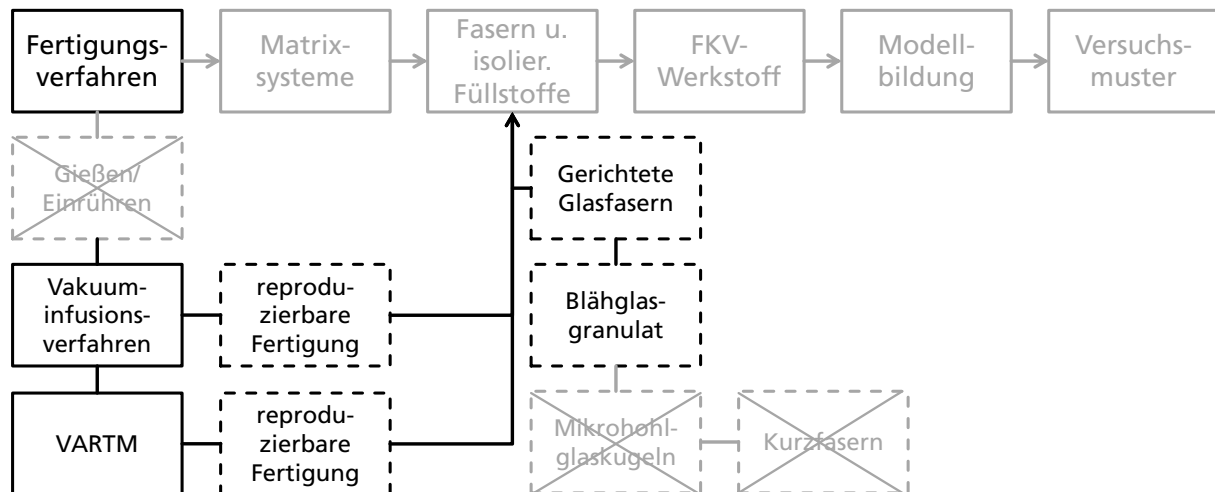 Fertigungs-
verfahren
Matrix-
systeme
Fasern u.
isolier.
Füllstoffe
FKV-
Werkstoff
Modell-
bildung
Versuchs-
muster
Gießen/
Einrühren
Gerichtete
Glasfasern
Vakuum-
infusions-
verfahren
reprodu-
zierbare
Fertigung
Blähglas-
granulat
VARTM
reprodu-
zierbare
Fertigung
Mikrohohl-
glaskugeln
Kurzfasern